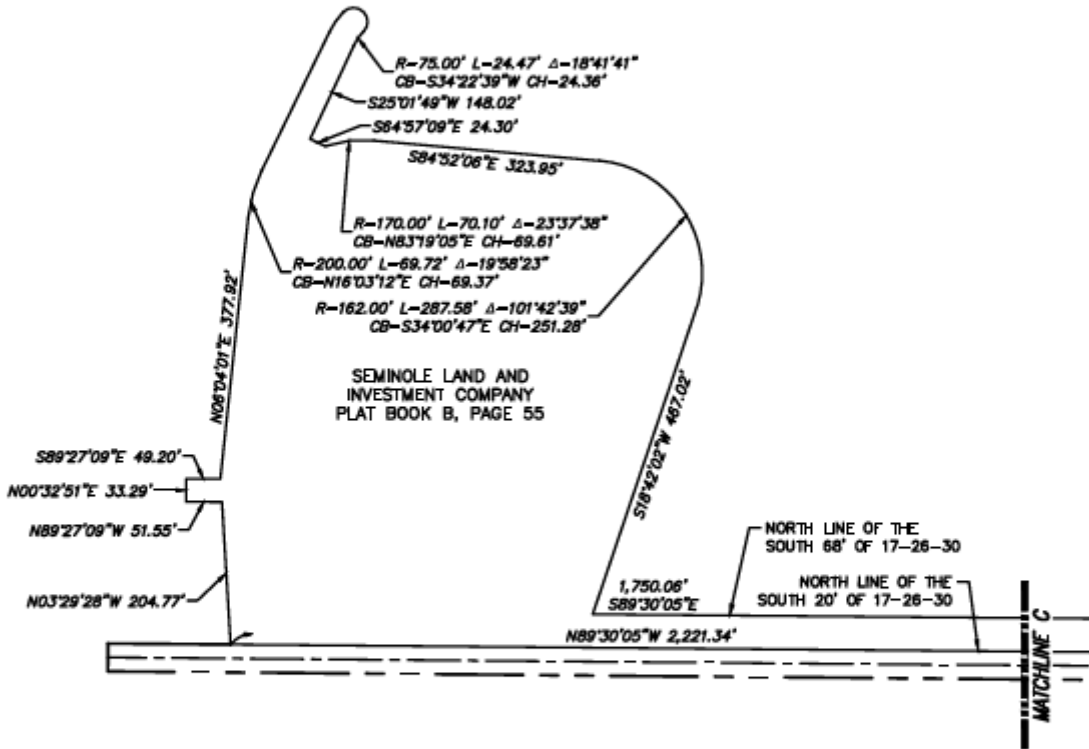 R-75.00' L-24.47' Δ-18°41'41"
CB-S34°22'39"W CH-24.36'
S25°01'49"W 148.02'
S64°57'09"E 24.30'
S84°52'06"E 323.95'
R-170.00' L-70.10' Δ-23°37'38"
CB-N83°19'05"E CH-69.61'
R-200.00' L-69.72' Δ-19°58'23"
CB-N16°03'12"E CH-69.37'
R-162.00' L-287.58' Δ-101°42'39"
CB-S34°00'47"E CH-251.28'
N06°04'01"E 377.92'
SEMINOLE LAND AND
INVESTMENT COMPANY
PLAT BOOK B, PAGE 55
S18°42'02"W 467.02'
S89°27'09"E 49.20'
N00°32'51"E 33.29'
N89°27'09"W 51.55'
N03°29'28"W 204.77'
NORTH LINE OF THE
SOUTH 68' OF 17-26-30
1,750.06'
S89°30'05"E
NORTH LINE OF THE
SOUTH 20' OF 17-26-30
N89°30'05"W 2,221.34'
MATCHLINE C